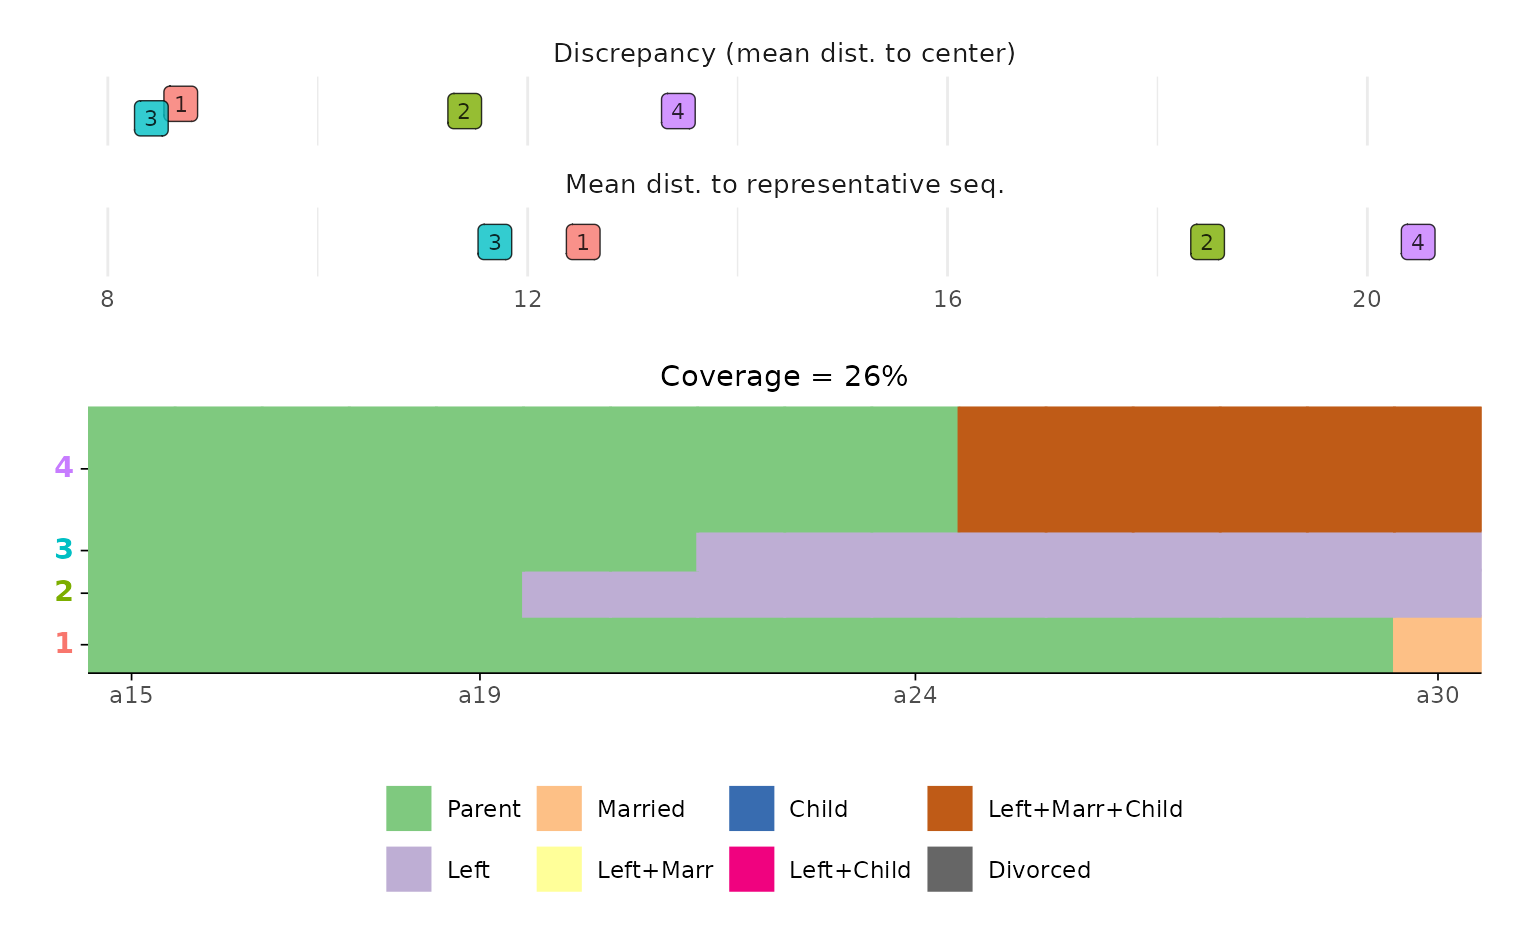 Discrepancy (mean dist. to center)
3 1 2 4
Mean dist. to representative seq.
3 1 2 4
8 12 16 20
Coverage = 26%
4
3
2
1
a15 a19 a24 a30
Parent Married Child Left+Marr+Child
Left Left+Marr Left+Child Divorced